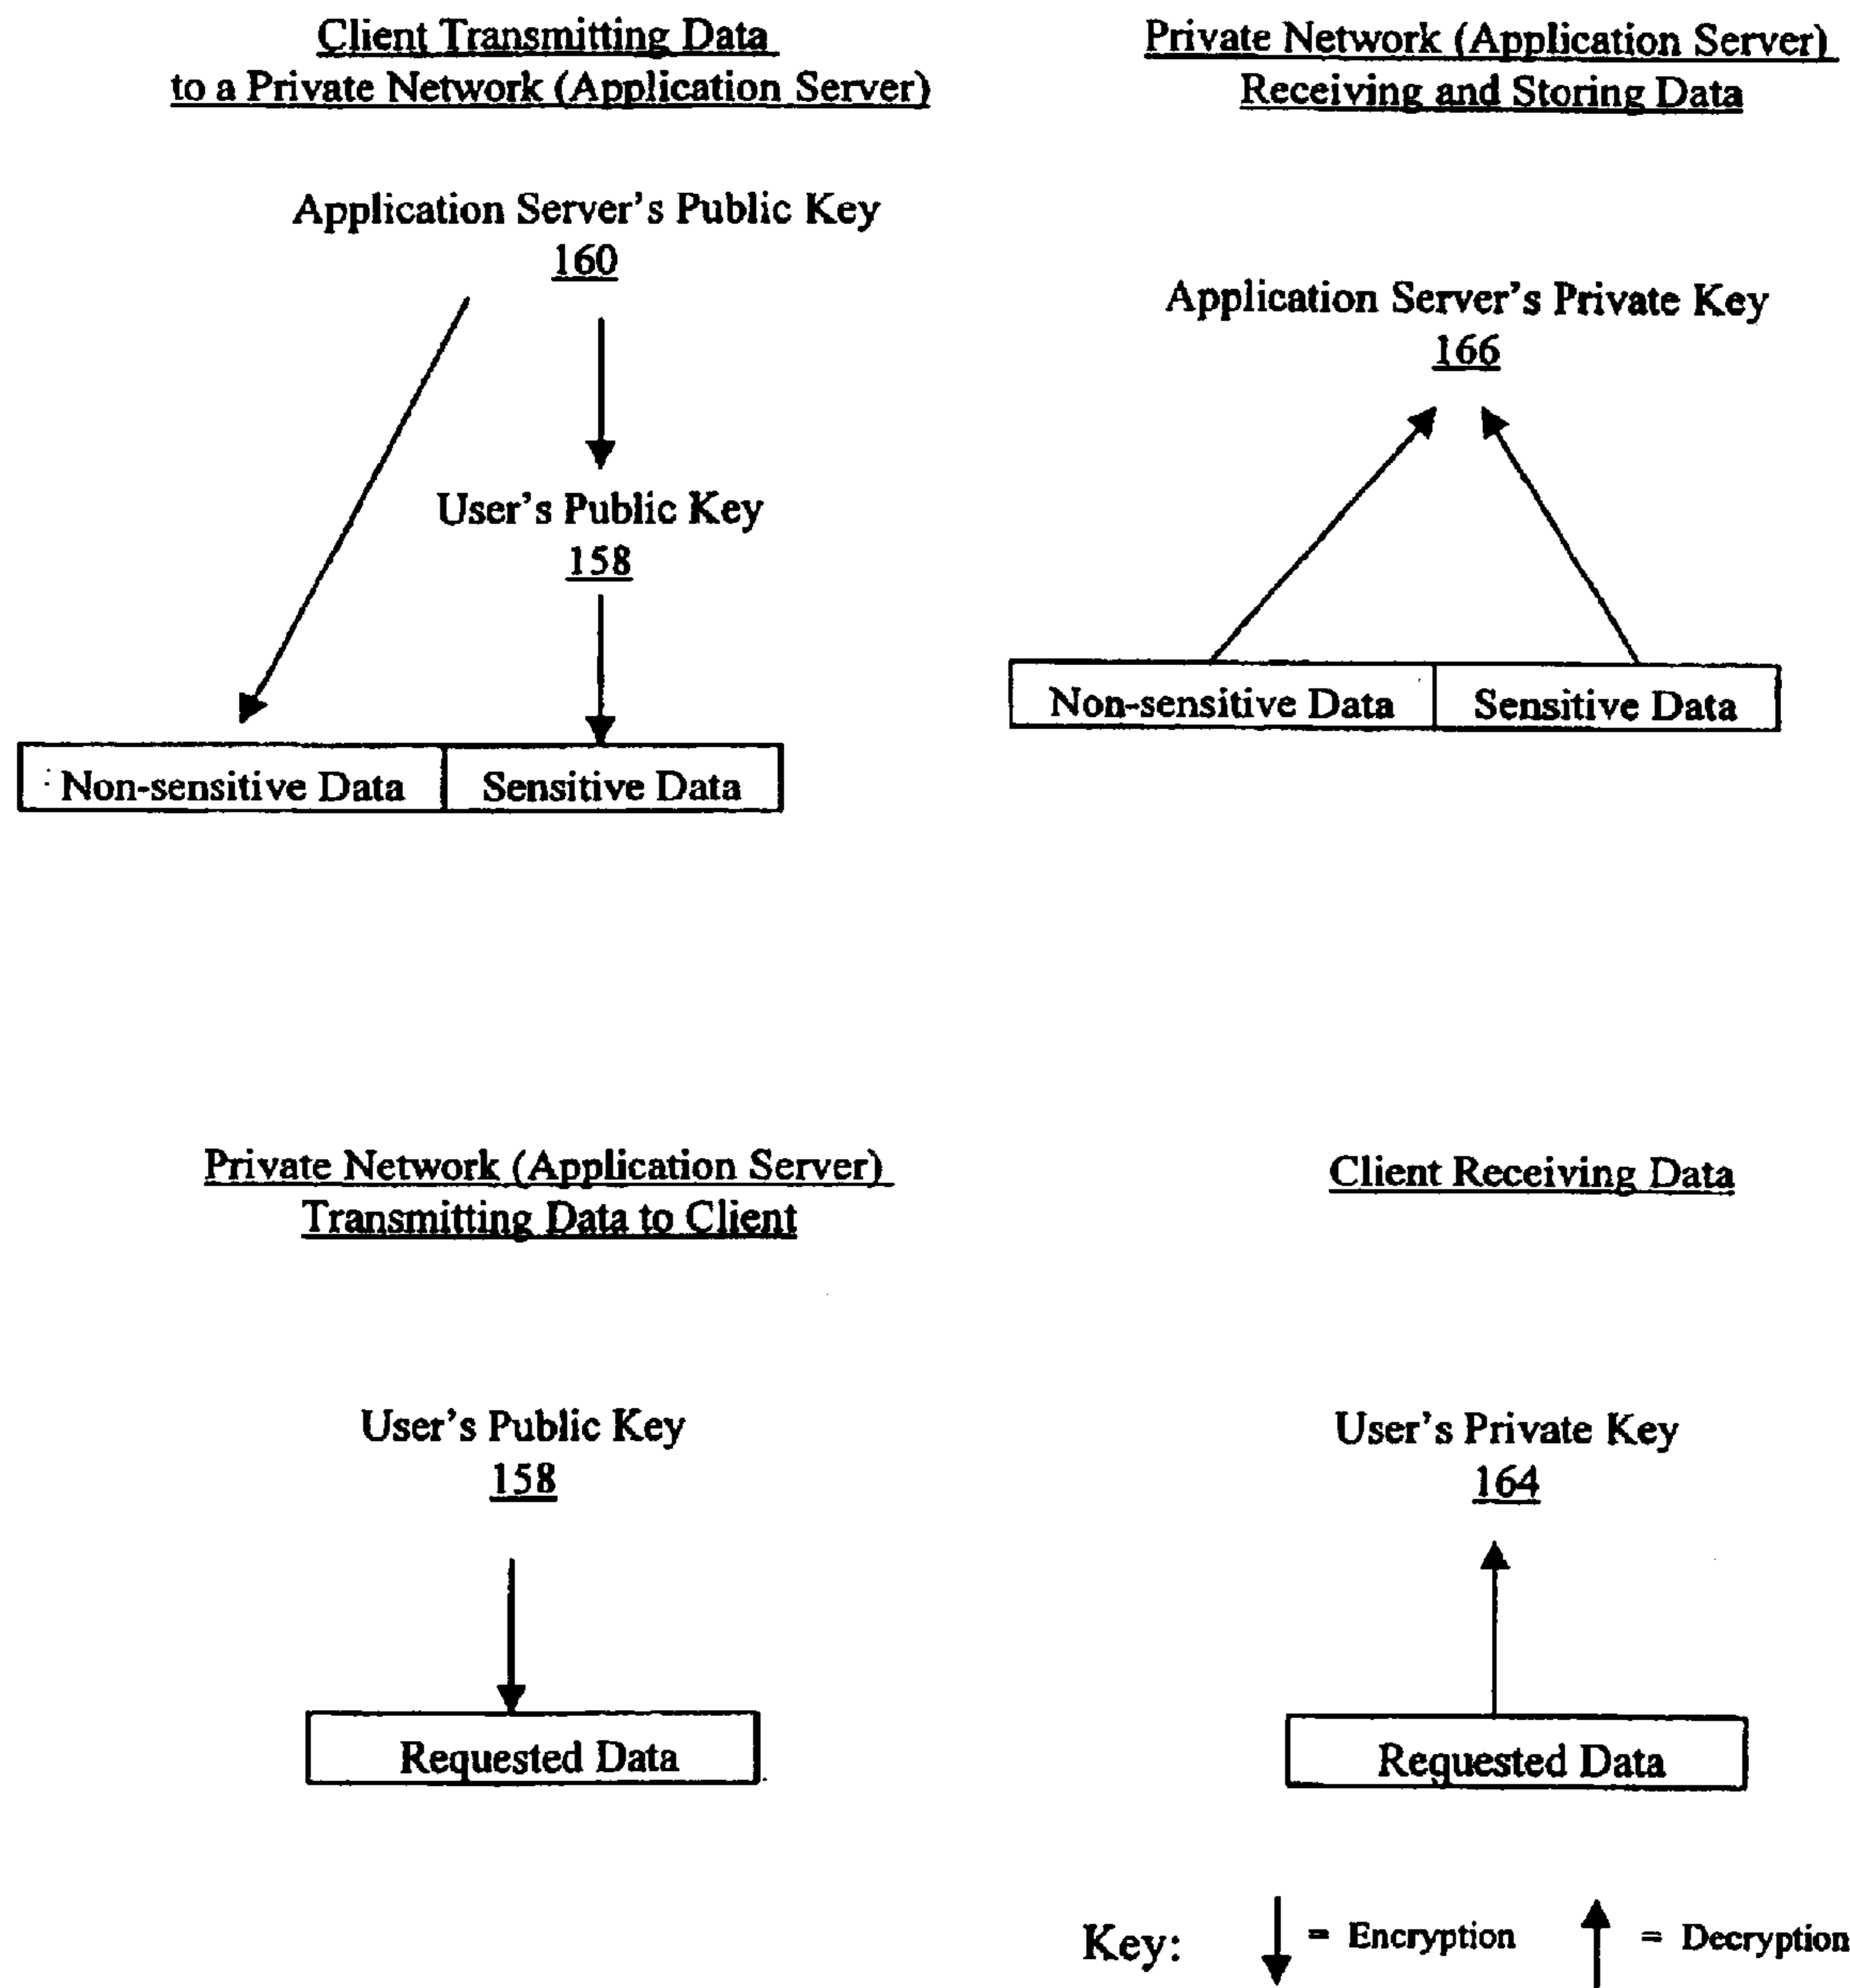 Client Transmitting Data
to a Private Network (Application Server)
Private Network (Application Server)
Receiving and Storing Data
Application Server's Public Key
160
User's Public Key
158
Non-sensitive Data
Sensitive Data
Application Server's Private Key
166
Non-sensitive Data
Sensitive Data
Private Network (Application Server)
Transmitting Data to Client
Client Receiving Data
User's Public Key
158
Requested Data
User's Private Key
164
Requested Data
Key: = Encryption = Decryption